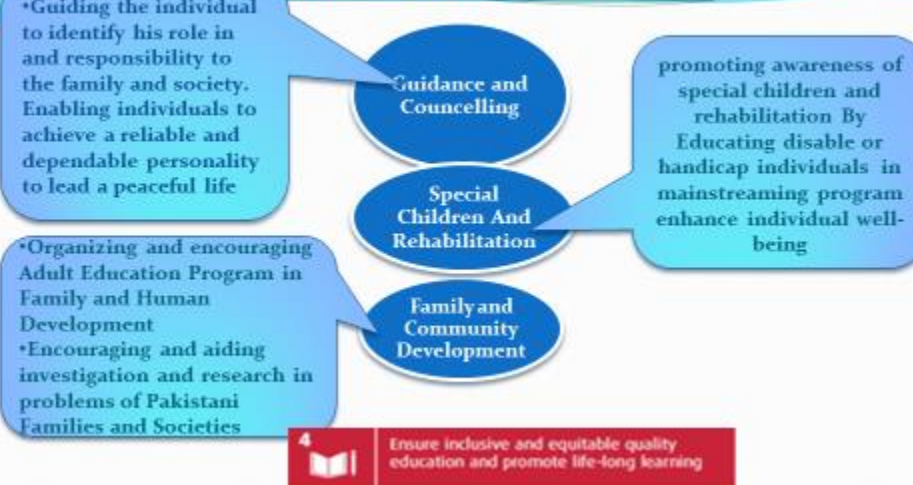 •Guiding the individual
to identify his role in
and responsibility to
the family and society.
Enabling individuals to
achieve a reliable and
dependable personality
to lead a peaceful life
Guidance and
Councelling
promoting awareness of
special children and
rehabilitation By
Educating disable or
handicap individuals in
mainstreaming program
enhance individual well-
being
Special
Children And
Rehabilitation
•Organizing and encouraging
Adult Education Program in
Family and Human
Development
•Encouraging and aiding
investigation and research in
problems of Pakistani
Families and Societies
Family and
Community
Development
4
Ensure inclusive and equitable quality
education and promote life-long learning